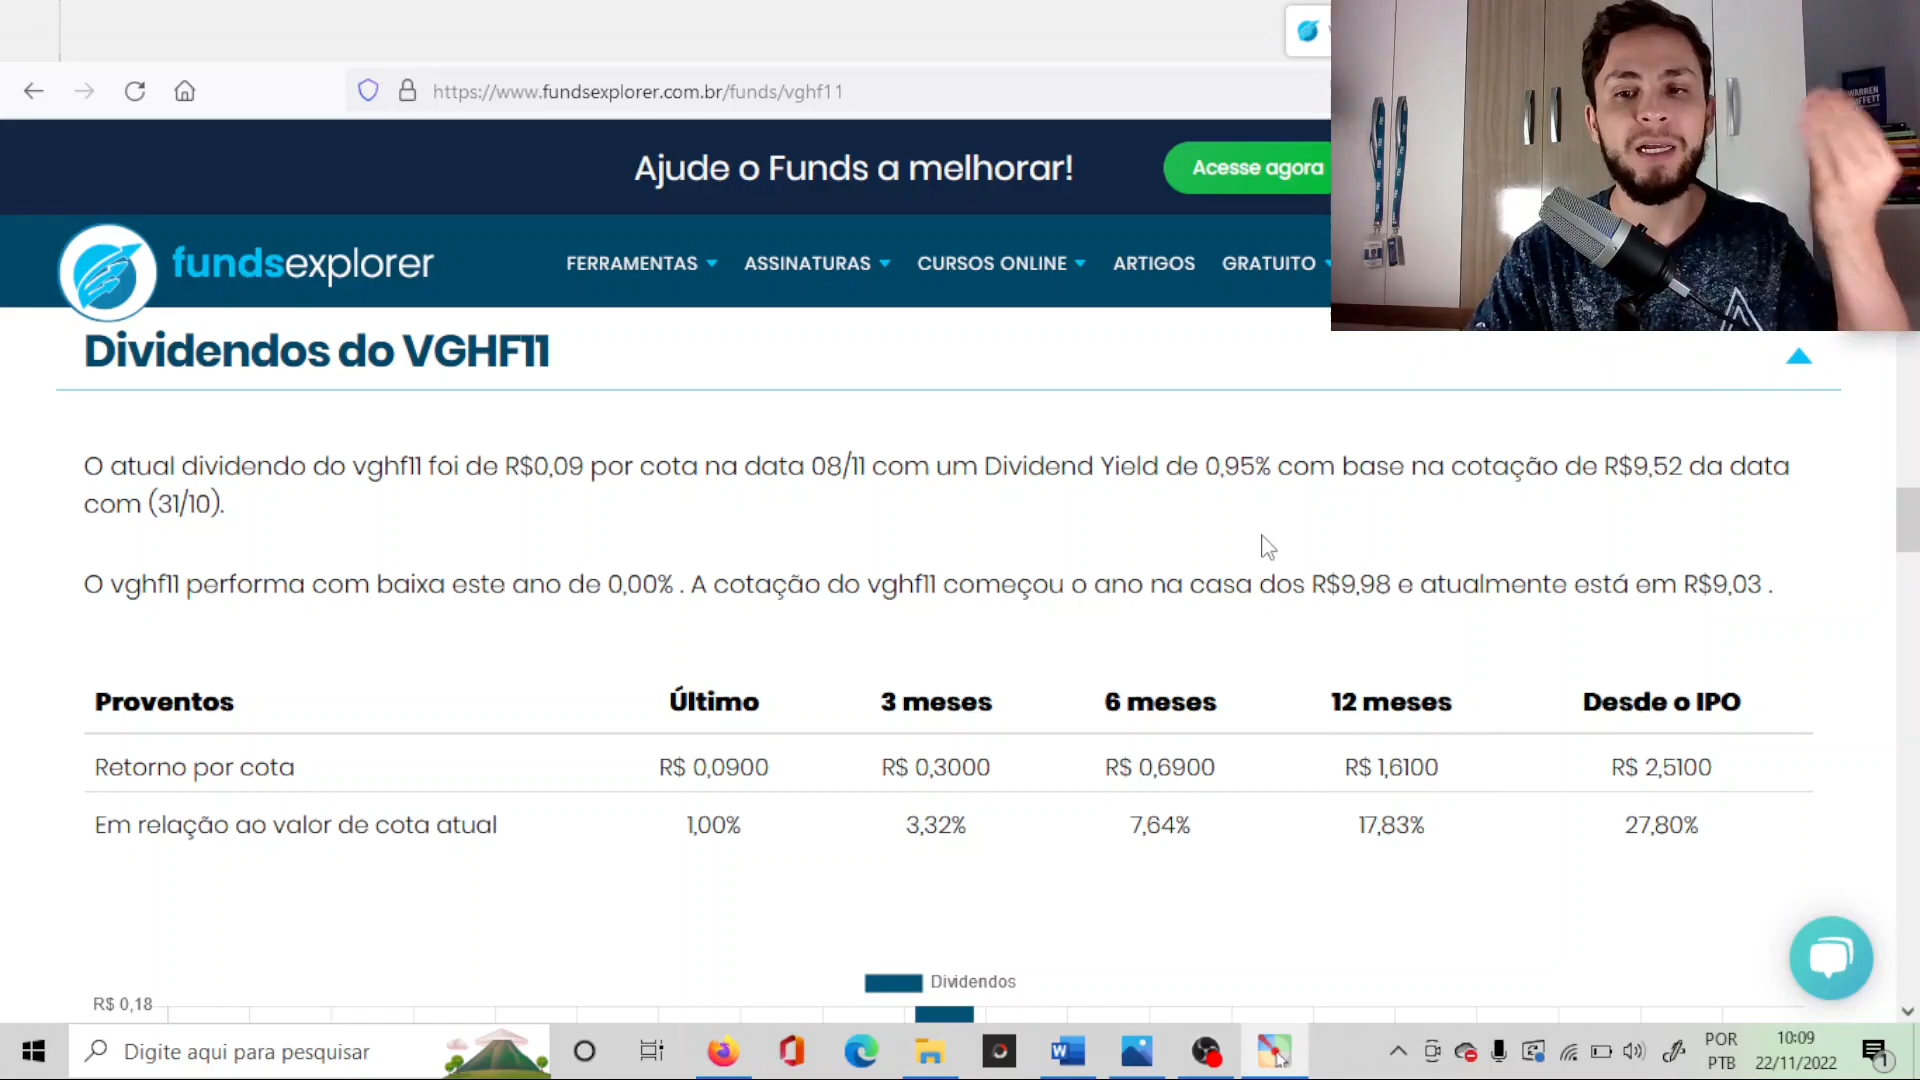 https://www.fundsexplorer.com.br/funds/vghf11
WARREN
Ajude o Funds a melhorar!
Acesse agora
fundsexplorer
FERRAMENTAS
ASSINATURAS
CURSOS ONLINE
ARTIGOS
GRATUITO
Dividendos do VGHF11
O atual dividendo do vghf11 foi de R$0,09 por cota na data 08/11 com um Dividend Yield de 0,95% com base na cotação de R$9,52 da data
com (31/10).
O vghf11 performa com baixa este ano de 0,00% . A cotação do vghf11 começou o ano na casa dos R$9,98 e atualmente está em R$9,03 .
Proventos Último 3 meses 6 meses 12 meses Desde o IPO
Retorno por cota R$ 0,0900 R$ 0,3000 R$ 0,6900 R$ 1,6100 R$ 2,5100
Em relação ao valor de cota atual 1,00% 3,32% 7,64% 17,83% 27,80%
Dividendos
R$ 0,18
Digite aqui para pesquisar
POR
PTB
10:09
22/11/2022
1